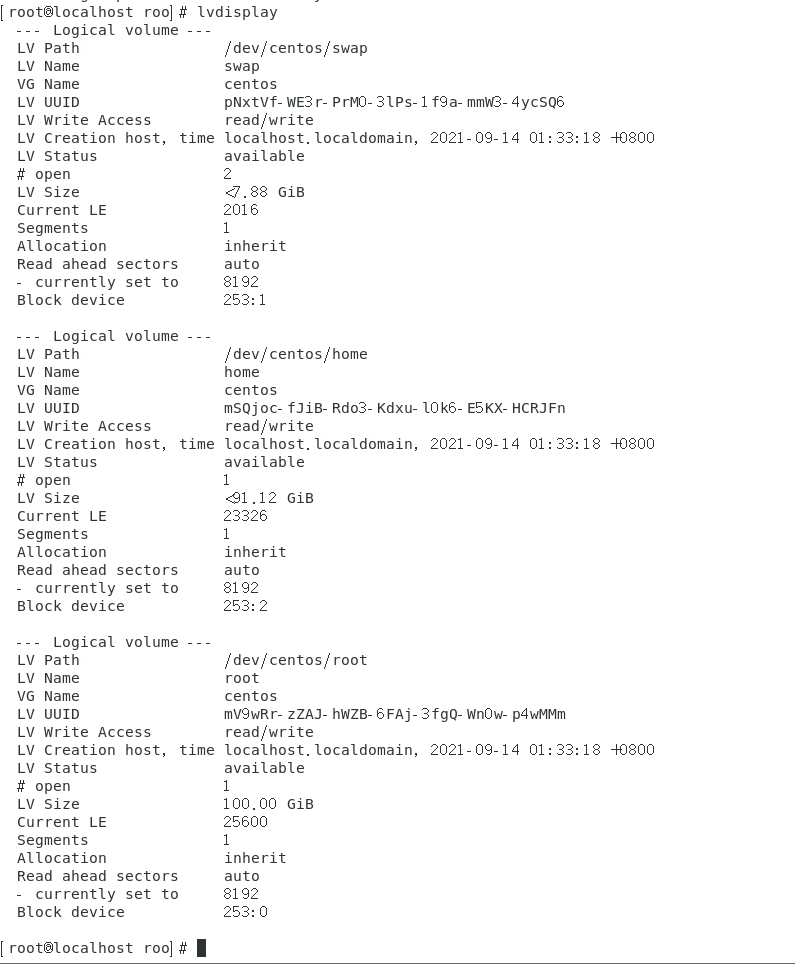 [root@localhost roo]# lvdisplay
--- Logical volume ---
LV Path /dev/centos/swap
LV Name swap
VG Name centos
LV UUID pNxtVf-WE3r-PrM0-3lPs-1f9a-mmW3-4ycSQ6
LV Write Access read/write
LV Creation host, time localhost.localdomain, 2021-09-14 01:33:18 +0800
LV Status available
# open 2
LV Size <7.88 GiB
Current LE 2016
Segments 1
Allocation inherit
Read ahead sectors auto
- currently set to 8192
Block device 253:1
--- Logical volume ---
LV Path /dev/centos/home
LV Name home
VG Name centos
LV UUID mSQjoc-fJiB-Rdo3-Kdxu-l0k6-E5KX-HCRJFn
LV Write Access read/write
LV Creation host, time localhost.localdomain, 2021-09-14 01:33:18 +0800
LV Status available
# open 1
LV Size <91.12 GiB
Current LE 23326
Segments 1
Allocation inherit
Read ahead sectors auto
- currently set to 8192
Block device 253:2
--- Logical volume ---
LV Path /dev/centos/root
LV Name root
VG Name centos
LV UUID mV9wRr-zZAJ-hWZB-6FAj-3fgQ-Wn0w-p4wMMm
LV Write Access read/write
LV Creation host, time localhost.localdomain, 2021-09-14 01:33:18 +0800
LV Status available
# open 1
LV Size 100.00 GiB
Current LE 25600
Segments 1
Allocation inherit
Read ahead sectors auto
- currently set to 8192
Block device 253:0
[root@localhost roo]#